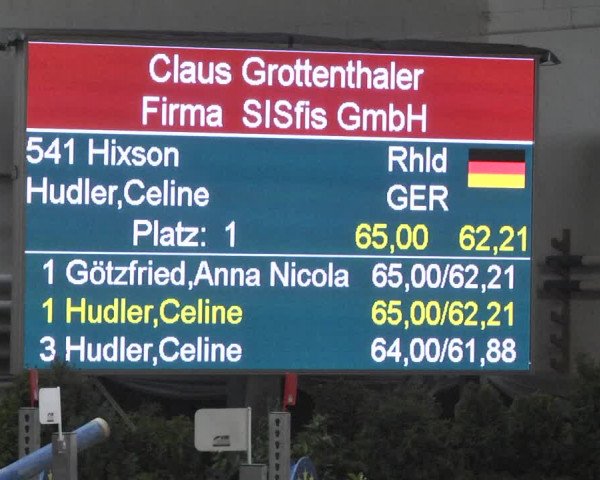 Claus Grottenthaler
Firma SISfis GmbH
541 Hixson Rhld
Hudler,Celine GER
Platz: 1 65,00 62,21
1 Götzfried,Anna Nicola 65,00/62,21
1 Hudler,Celine 65,00/62,21
3 Hudler,Celine 64,00/61,88